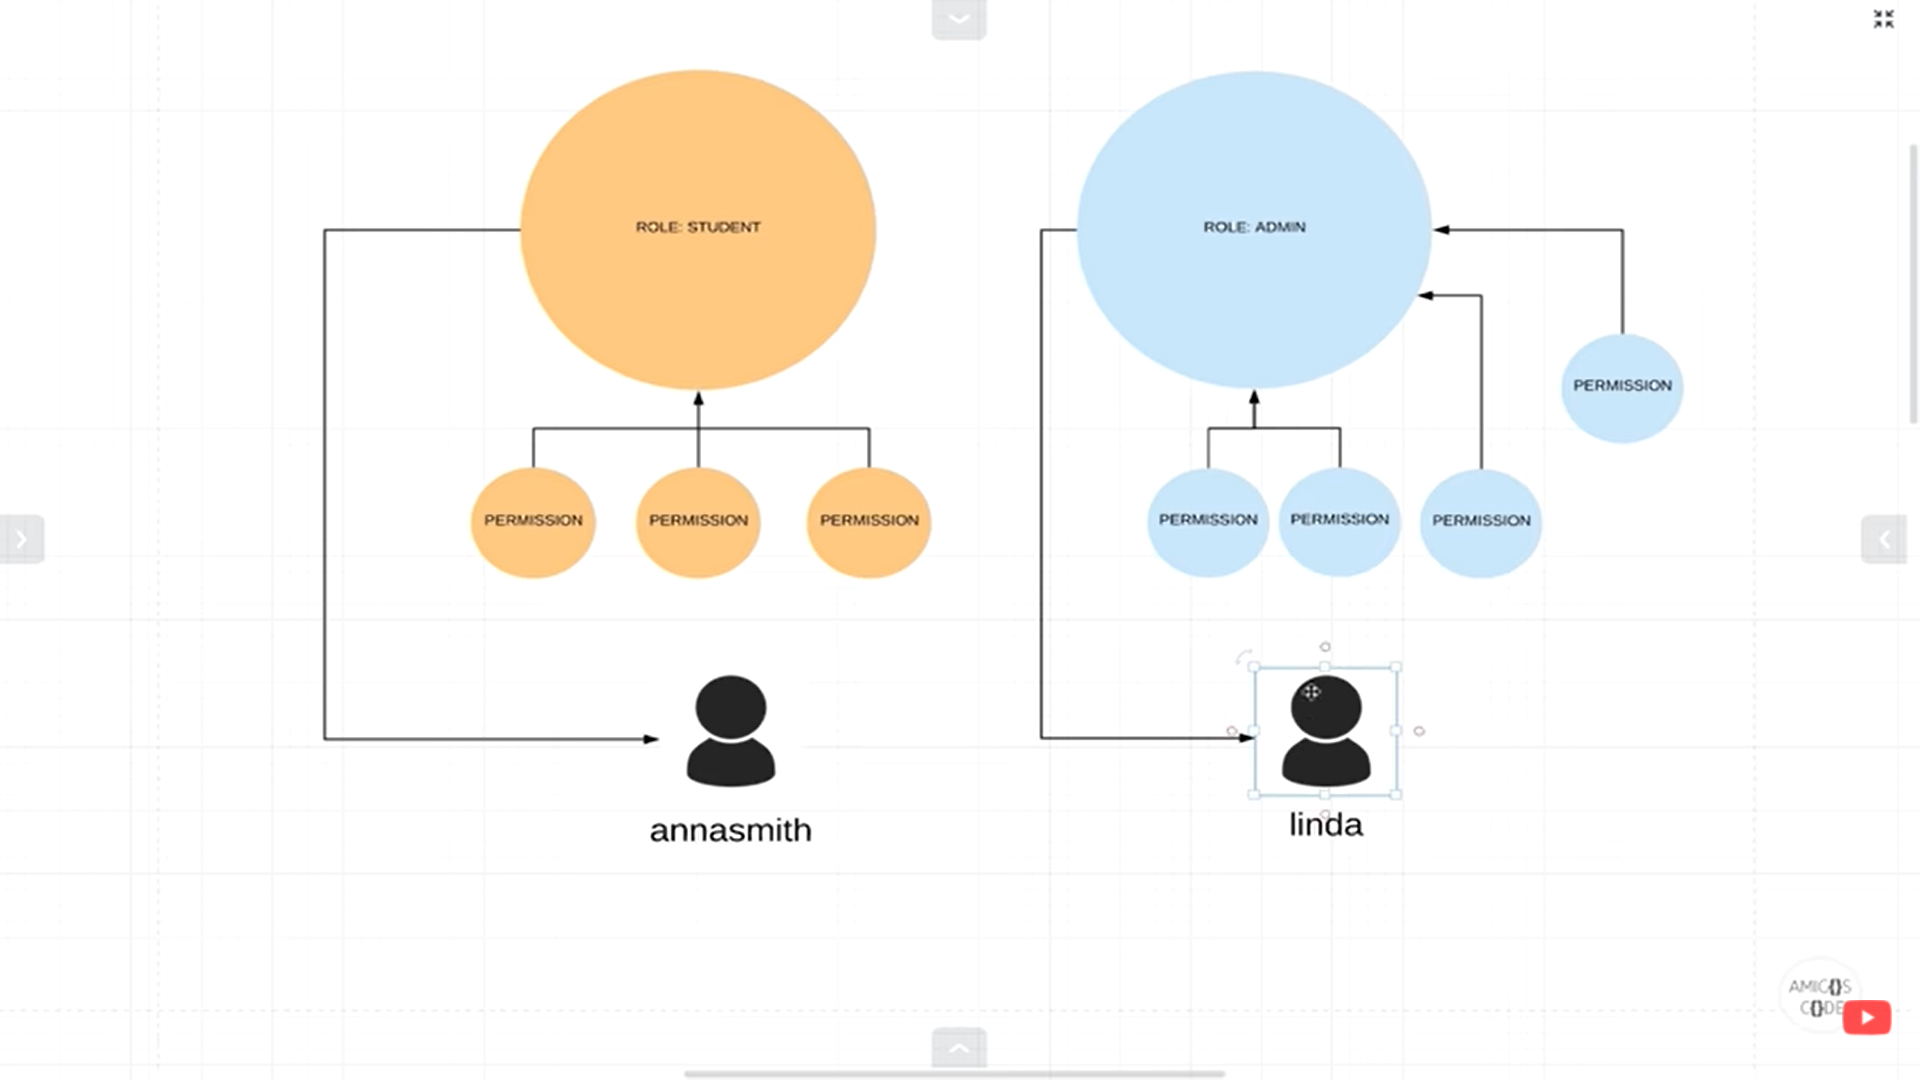 ROLE: STUDENT
ROLE: ADMIN
PERMISSION
PERMISSION
PERMISSION
PERMISSION
PERMISSION
PERMISSION
PERMISSION
annasmith
linda
AMIG{}S
C{}DE